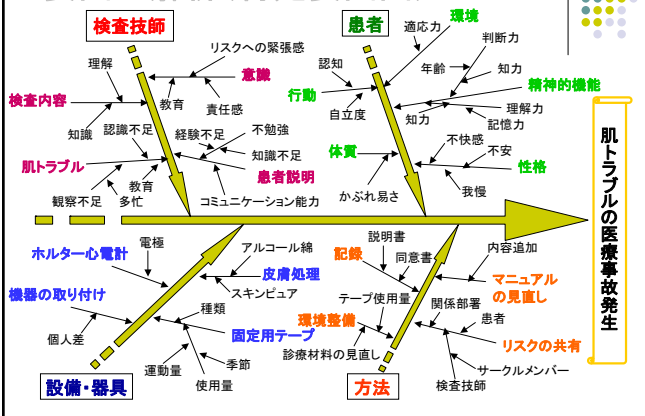 検査技師
患者
環境
適応力
判断力
リスクへの緊張感
理解
意識
認知
年齢
知力
精神的機能
検査内容
教育
責任感
行動
自立度
知力
理解力
記憶力
知識
認識不足
経験不足
不勉強
知識不足
体質
不快感
不安
性格
肌トラブル
教育
患者説明
かぶれ易さ
我慢
観察不足
多忙
コミュニケーション能力
肌トラブルの医療事故発生
ホルター心電計
電極
アルコール綿
皮膚処理
スキンピュア
説明書
記録
同意書
内容追加
マニュアル
の見直し
機器の取り付け
種類
固定用テープ
テープ使用量
環境整備
関係部署
患者
個人差
季節
運動量
使用量
診療材料の見直し
リスクの共有
サークルメンバー
検査技師
設備・器具
方法